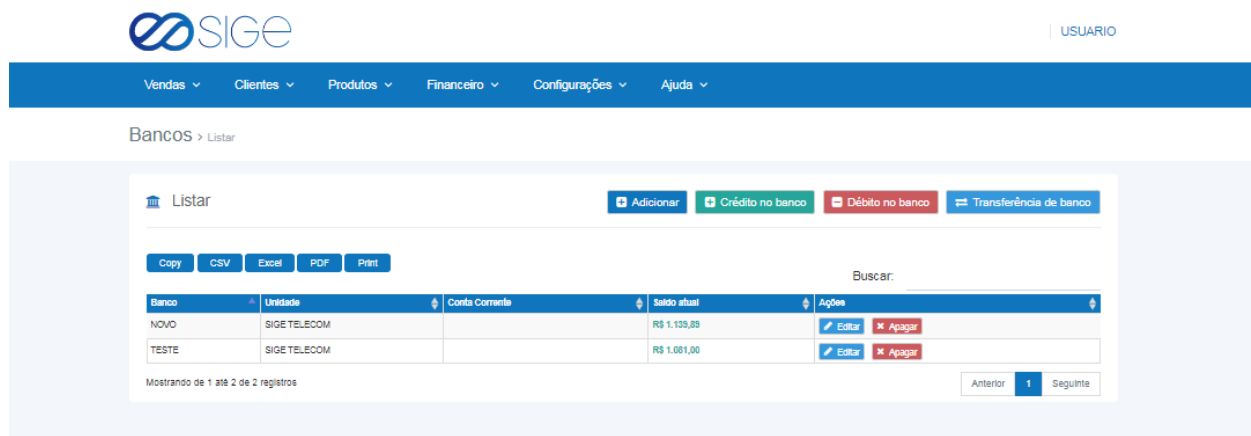 SIGE
USUARIO
Vendas Clientes Produtos Financeiro Configurações Ajuda
Bancos > Listar
Listar
Adicionar Crédito no banco Débito no banco Transferência de banco
Copy CSV Excel PDF Print
Buscar:
Banco Unidade Conta Corrente Saldo atual Ações
NOVO SIGE TELECOM R$ 1.139,89 Editar Apagar
TESTE SIGE TELECOM R$ 1.081,00 Editar Apagar
Mostrando de 1 até 2 de 2 registros
Anterior 1 Seguinte